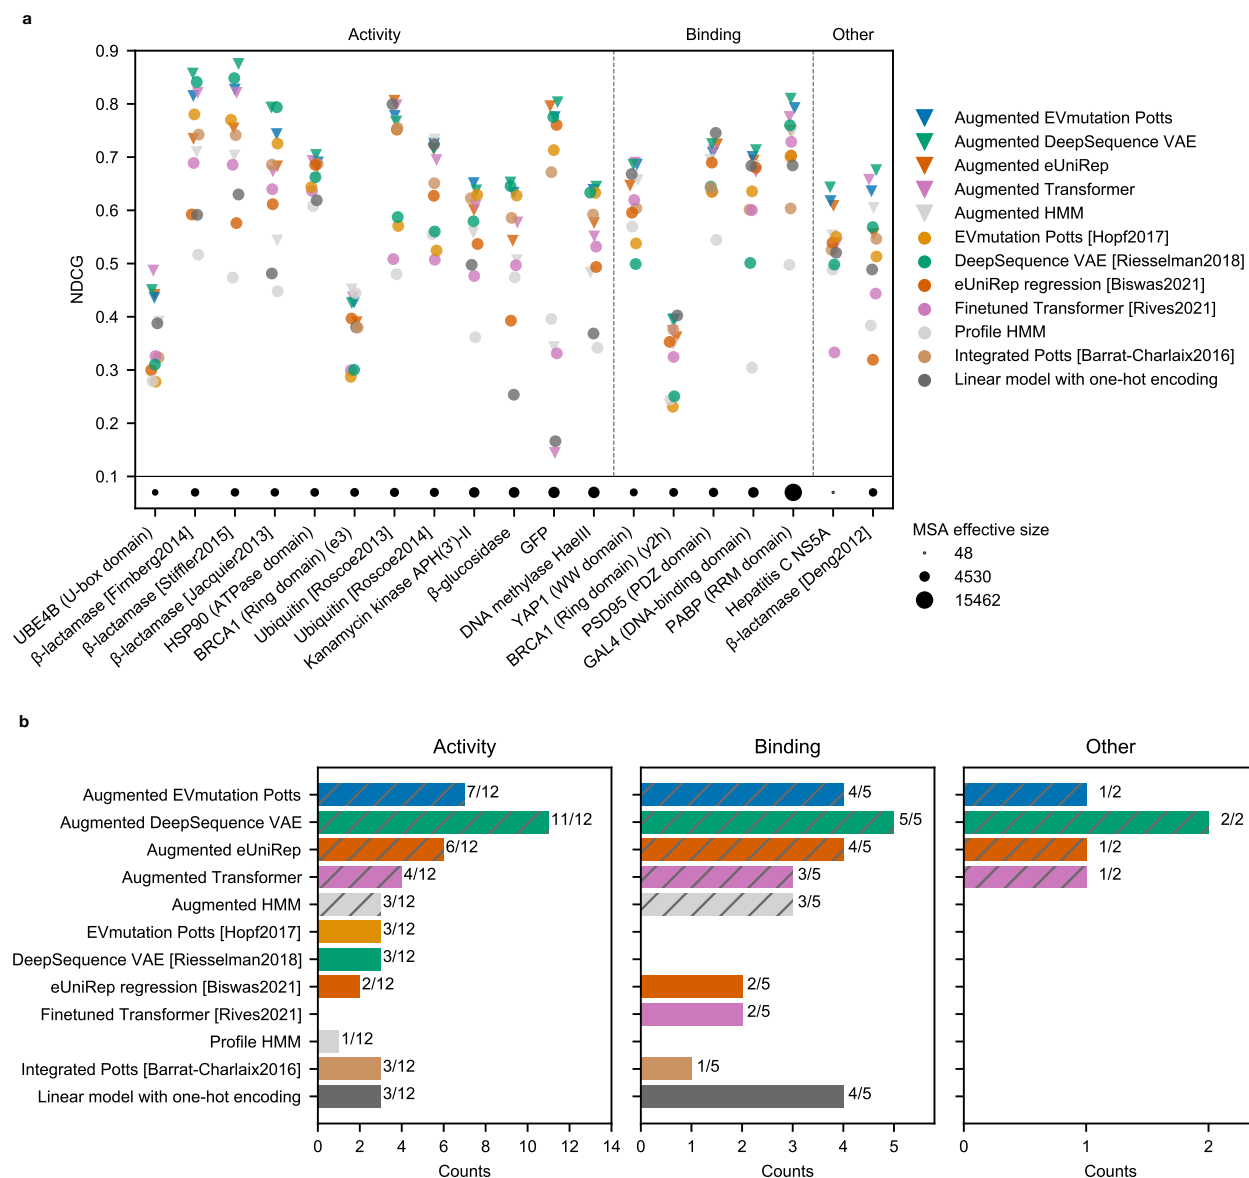 a
Activity
Binding
Other
NDCG
0.9
0.8
0.7
0.6
0.5
0.4
0.3
0.2
0.1
UBE4B (U-box domain)
β-lactamase [Firnberg2014]
β-lactamase [Stiffler2015]
β-lactamase [Jacquier2013]
HSP90 (ATPase domain)
BRCA1 (Ring domain) (e3)
Ubiquitin [Roscoe2013]
Ubiquitin [Roscoe2014]
Kanamycin kinase APH(3')-II
β-glucosidase
GFP
DNA methylase HaeIII
YAP1 (WW domain)
BRCA1 (Ring domain) (y2h)
PSD95 (PDZ domain)
GAL4 (DNA-binding domain)
PABP (RRM domain)
Hepatitis C NS5A
β-lactamase [Deng2012]
Augmented EVmutation Potts
Augmented DeepSequence VAE
Augmented eUniRep
Augmented Transformer
Augmented HMM
EVmutation Potts [Hopf2017]
DeepSequence VAE [Riesselman2018]
eUniRep regression [Biswas2021]
Finetuned Transformer [Rives2021]
Profile HMM
Integrated Potts [Barrat-Charlaix2016]
Linear model with one-hot encoding
MSA effective size
48
4530
15462
b
Activity
Binding
Other
Augmented EVmutation Potts 7/12 4/5 1/2
Augmented DeepSequence VAE 11/12 5/5 2/2
Augmented eUniRep 6/12 4/5 1/2
Augmented Transformer 4/12 3/5 1/2
Augmented HMM 3/12 3/5
EVmutation Potts [Hopf2017] 3/12
DeepSequence VAE [Riesselman2018] 3/12
eUniRep regression [Biswas2021] 2/12 2/5
Finetuned Transformer [Rives2021] 2/5
Profile HMM 1/12
Integrated Potts [Barrat-Charlaix2016] 3/12 1/5
Linear model with one-hot encoding 3/12 4/5
0 2 4 6 8 10 12 14
0 1 2 3 4 5
0 1 2
Counts
Counts
Counts